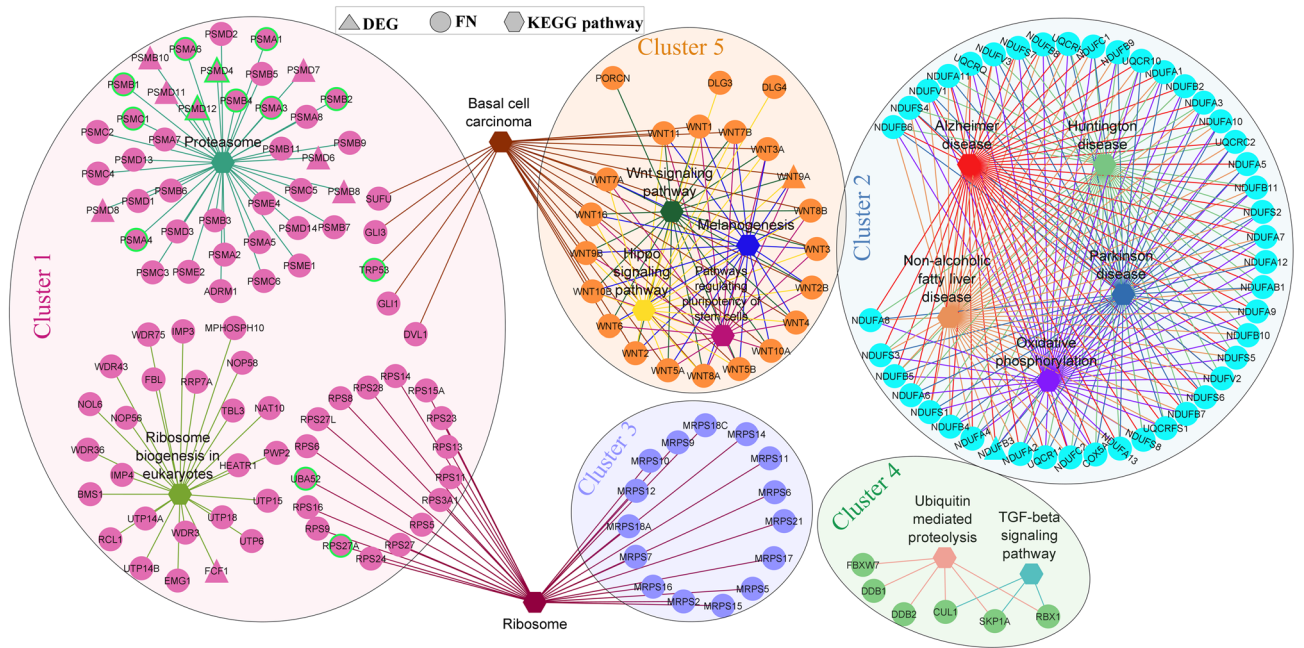 DEG
FN
KEGG pathway
Cluster 1
PSMD2
PSMA6
PSMA1
PSMB10
PSMD4
PSMB5
PSMD7
PSMB1
PSMD11
PSMD12
PSMB4
PSMA3
PSMB2
PSMC1
PSMA8
PSMC2
PSMA7
Proteasome
PSMB11
PSMB9
PSMD13
PSMD6
PSMC4
PSMB6
PSMC5
PSMB8
PSMD1
PSME4
SUFU
PSMD8
PSMB3
PSMD14
PSMB7
PSMD3
PSMA4
PSMA5
GLI3
PSMA2
PSMC3
PSME2
PSMC6
PSME1
TRP53
ADRM1
GLI1
DVL1
WDR75
IMP3
MPHOSPH10
WDR43
FBL
RRP7A
NOP58
NOL6
NOP56
TBL3
NAT10
WDR36
Ribosome
biogenesis in
eukaryotes
PWP2
IMP4
HEATR1
BMS1
UTP15
UTP14A
UTP18
RCL1
WDR3
UTP6
UTP14B
EMG1
FCF1
RPS14
RPS28
RPS15A
RPS8
RPS27L
RPS23
RPS6
RPS13
UBA52
RPS11
RPS16
RPS3A1
RPS9
RPS5
RPS27A
RPS27
RPS24
Basal cell
carcinoma
Ribosome
Cluster 5
PORCN
DLG3
DLG4
WNT11
WNT1
WNT7B
WNT3A
WNT7A
Wnt signaling
pathway
WNT9A
WNT16
Melanogenesis
WNT8B
WNT9B
Hippo
signaling
pathway
WNT3
Pathways
regulating
pluripotency of
stem cells
WNT10B
WNT2B
WNT6
WNT4
WNT2
WNT10A
WNT5A
WNT8A
WNT5B
Cluster 3
MRPS18C
MRPS9
MRPS14
MRPS10
MRPS11
MRPS12
MRPS6
MRPS18A
MRPS21
MRPS7
MRPS17
MRPS16
MRPS5
MRPS2
MRPS15
Cluster 2
NDUFB8
NDUFC1
NDUFS7
NDUFB9
NDUFV3
UQCR10
UQCRQ
NDUFA1
NDUFA11
NDUFB2
NDUFV1
NDUFA3
NDUFS4
NDUFA10
NDUFB6
UQCRC2
Alzheimer
disease
Huntington
disease
NDUFA5
NDUFB11
NDUFS2
NDUFA7
Non-alcoholic
fatty liver
disease
Parkinson
disease
NDUFA12
NDUFAB1
NDUFA8
NDUFA9
NDUFB10
Oxidative
phosphorylation
NDUFS3
NDUFS5
NDUFB5
NDUFV2
NDUFA6
NDUFS6
NDUFS1
NDUFB7
NDUFB4
UQCRFS1
NDUFA4
NDUFS8
NDUFB3
NDUFA13
NDUFA2
UQCR11
NDUFC2
Cluster 4
Ubiquitin
mediated
proteolysis
TGF-beta
signaling
pathway
FBXW7
DDB1
DDB2
CUL1
SKP1A
RBX1